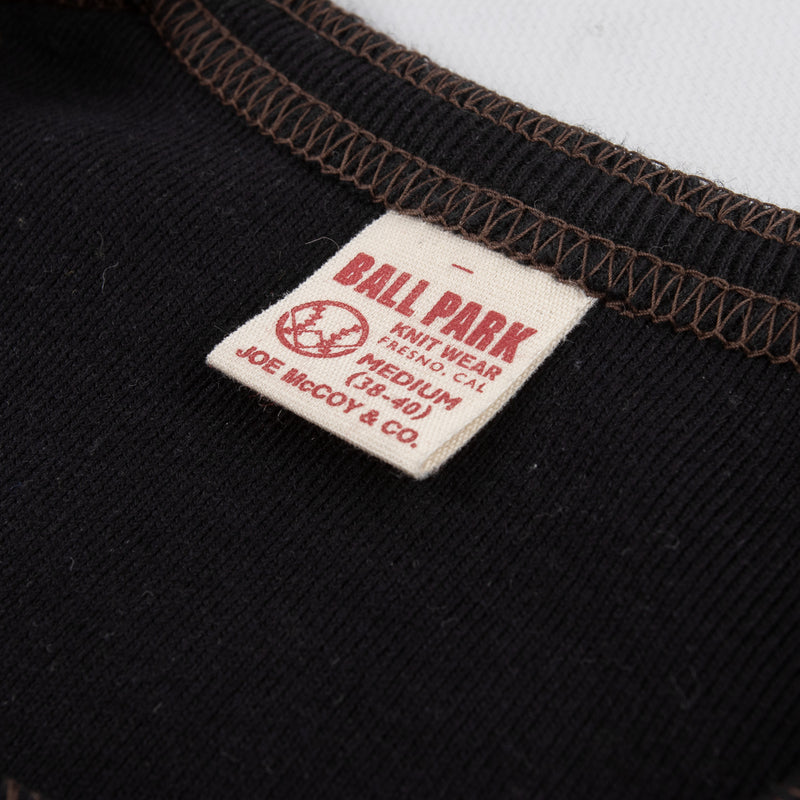 BALL PARK
KNIT WEAR
FRESNO, CAL
MEDIUM
(38-40)
JOE McCOY & CO.